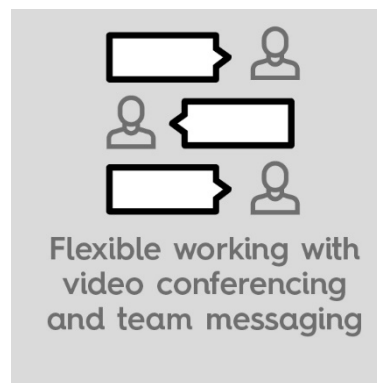 Flexible working with
video conferencing
and team messaging